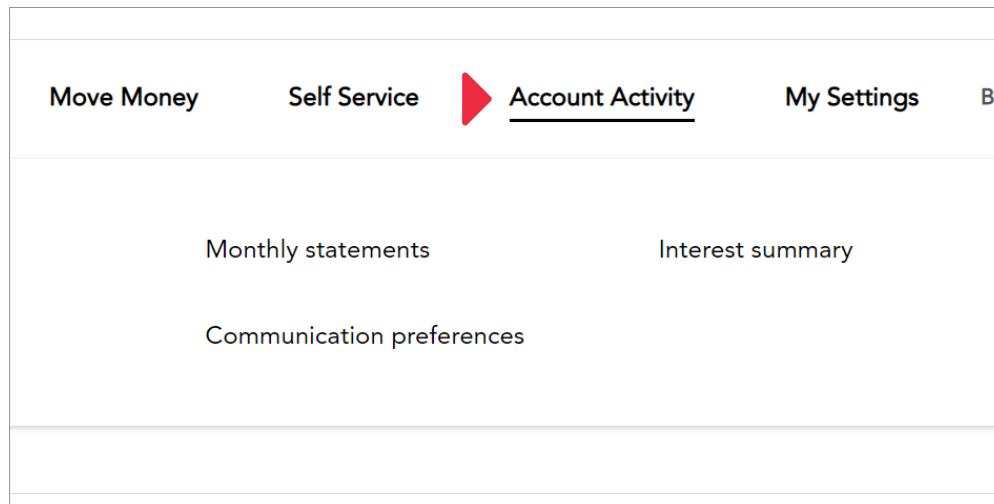 Move Money Self Service Account Activity My Settings B
Monthly statements Interest summary
Communication preferences